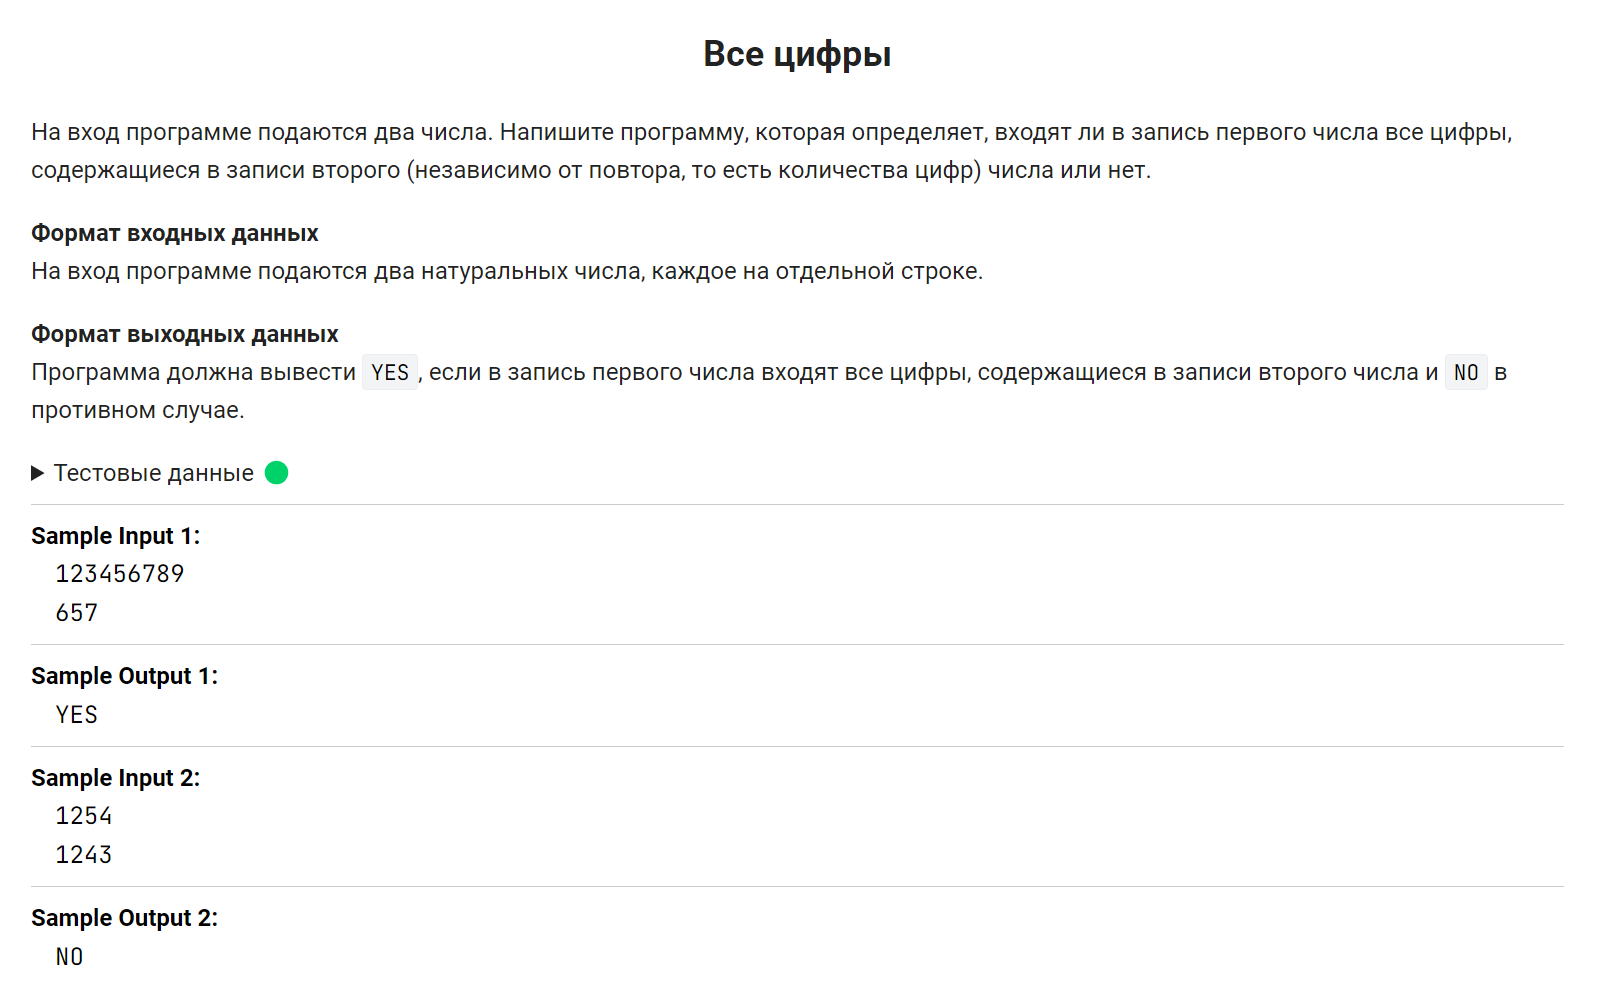 Все цифры
На вход программе подаются два числа. Напишите программу, которая определяет, входят ли в запись первого числа все цифры,
содержащиеся в записи второго (независимо от повтора, то есть количества цифр) числа или нет.
Формат входных данных
На вход программе подаются два натуральных числа, каждое на отдельной строке.
Формат выходных данных
Программа должна вывести YES, если в запись первого числа входят все цифры, содержащиеся в записи второго числа и NO в
противном случае.
Тестовые данные
Sample Input 1:
123456789
657
Sample Output 1:
YES
Sample Input 2:
1254
1243
Sample Output 2:
NO